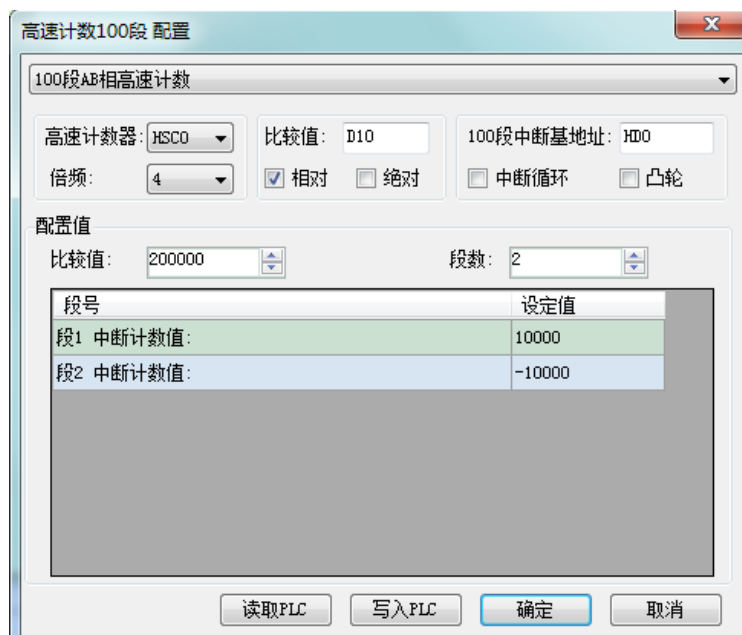 高速计数100段 配置
100段AB相高速计数
高速计数器: HSC0 比较值: D10 100段中断基地址: HD0
倍频: 4 相对 绝对 中断循环 凸轮
配置值
比较值: 200000 段数: 2
段号 设定值
段1 中断计数值: 10000
段2 中断计数值: -10000
读取PLC 写入PLC 确定 取消